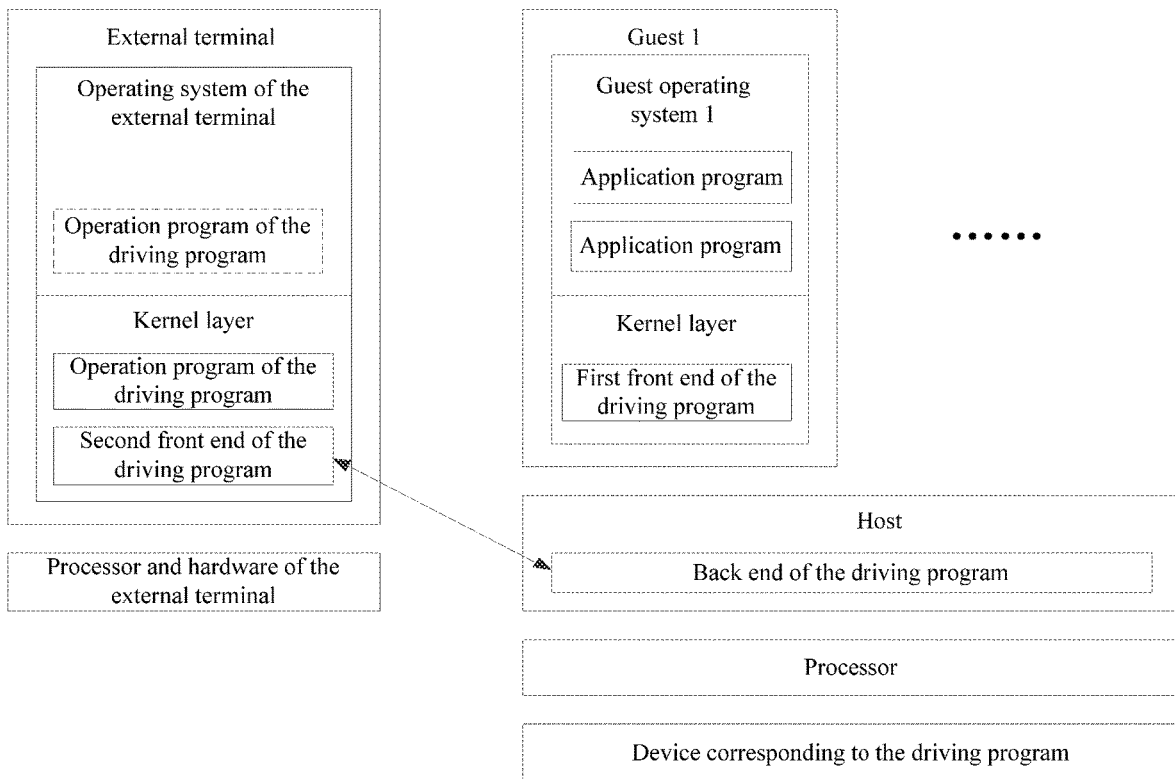 External terminal
Operating system of the
external terminal
Operation program of the
driving program
Kernel layer
Operation program of the
driving program
Second front end of the
driving program
Processor and hardware of the
external terminal
Guest 1
Guest operating
system 1
Application program
Application program
Kernel layer
First front end of the
driving program
......
Host
Back end of the driving program
Processor
Device corresponding to the driving program